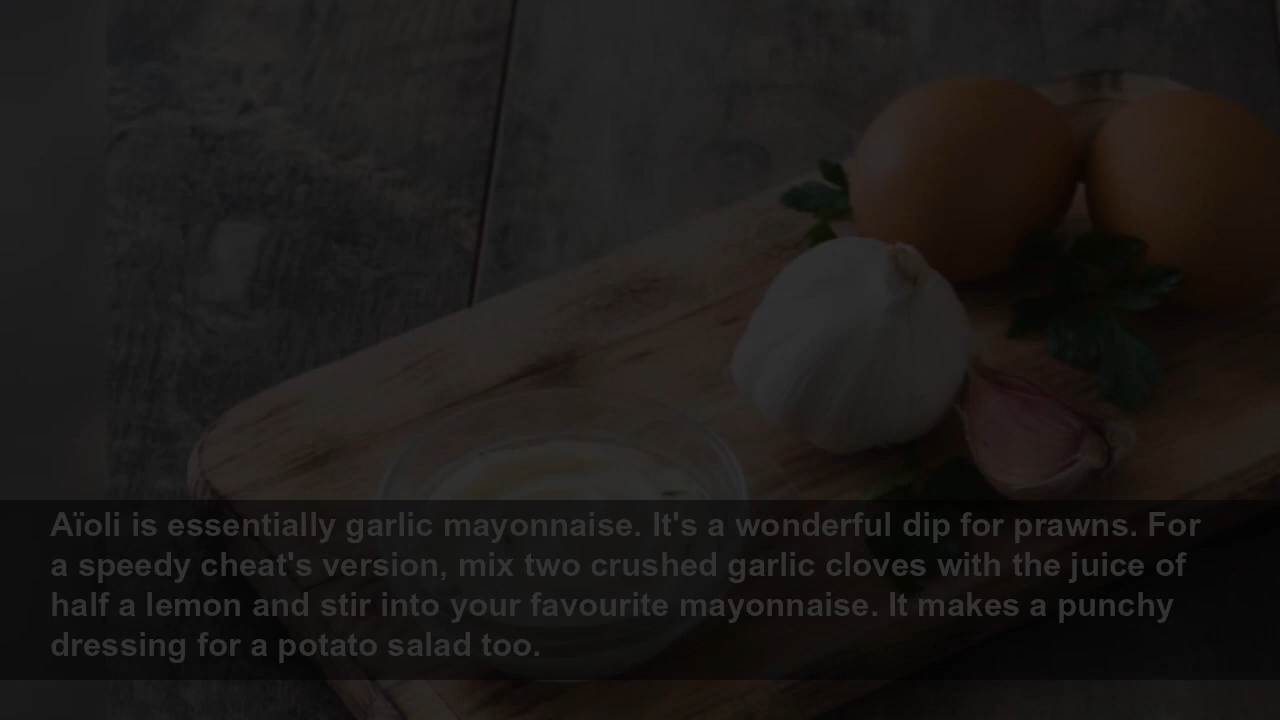 Aïoli is essentially garlic mayonnaise. It's a wonderful dip for prawns. For
a speedy cheat's version, mix two crushed garlic cloves with the juice of
half a lemon and stir into your favourite mayonnaise. It makes a punchy
dressing for a potato salad too.